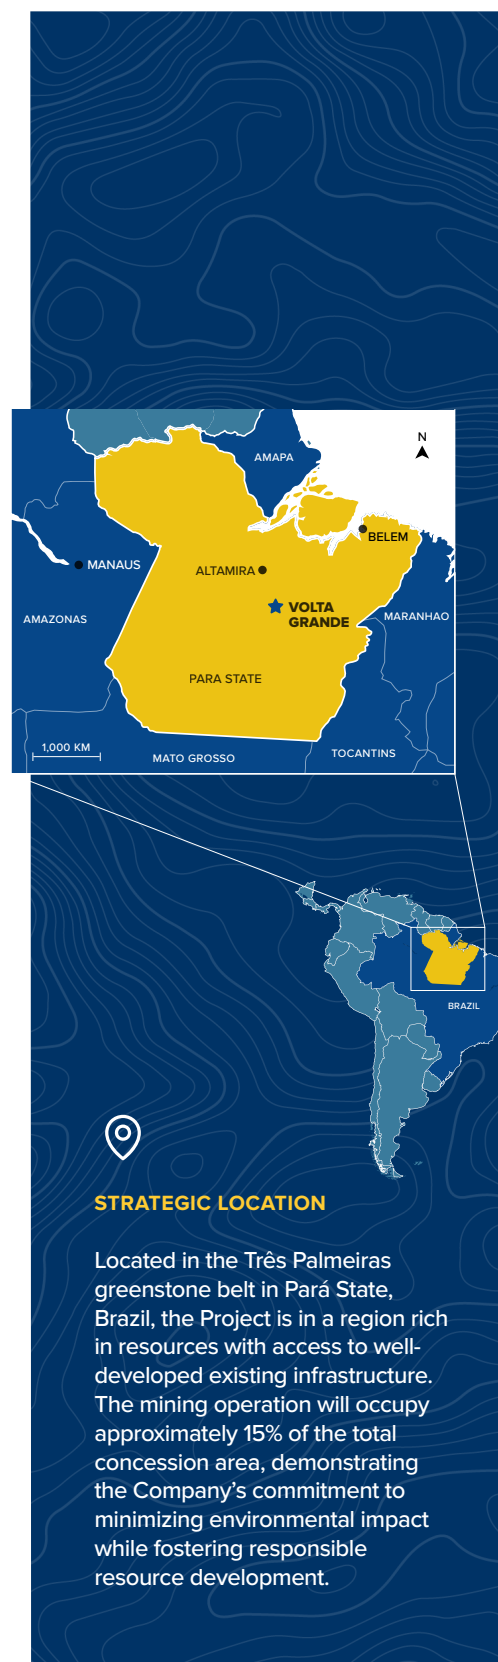 N
AMAPA
BELEM
MANAUS
ALTAMIRA
VOLTA
GRANDE
AMAZONAS
MARANHAO
PARA STATE
1,000 KM
MATO GROSSO
TOCANTINS
BRAZIL
STRATEGIC LOCATION
Located in the Três Palmeiras
greenstone belt in Pará State,
Brazil, the Project is in a region rich
in resources with access to well-
developed existing infrastructure.
The mining operation will occupy
approximately 15% of the total
concession area, demonstrating
the Company’s commitment to
minimizing environmental impact
while fostering responsible
resource development.